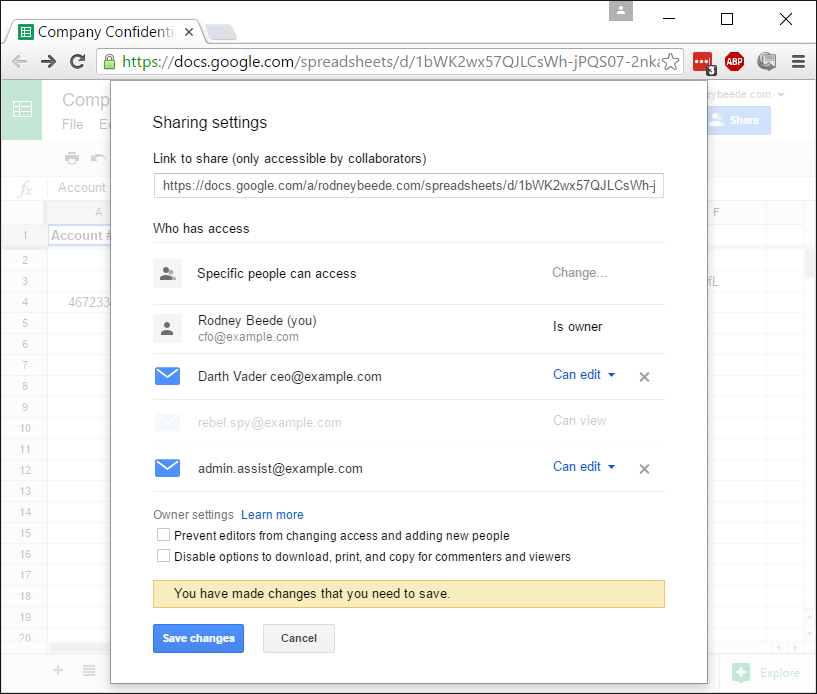 Company Confidenti
https://docs.google.com/spreadsheets/d/1bWK2wx57QJLCsWh-jPQS07-2nka
3
ABP
Comp
eybeede.com
File
Share
fx
Account
A
F
1
Account #
2
3
fL
4
467233
5
6
7
8
9
10
11
12
13
14
15
16
17
18
19
20
Sharing settings
Link to share (only accessible by collaborators)
https://docs.google.com/a/rodneybeede.com/spreadsheets/d/1bWK2wx57QJLCsWh-j
Who has access
Specific people can access Change...
Rodney Beede (you)
cfo@example.com
Is owner
Darth Vader ceo@example.com Can edit
rebel.spy@example.com Can view
admin.assist@example.com Can edit
Owner settings Learn more
Prevent editors from changing access and adding new people
Disable options to download, print, and copy for commenters and viewers
You have made changes that you need to save.
Save changes Cancel
Explore